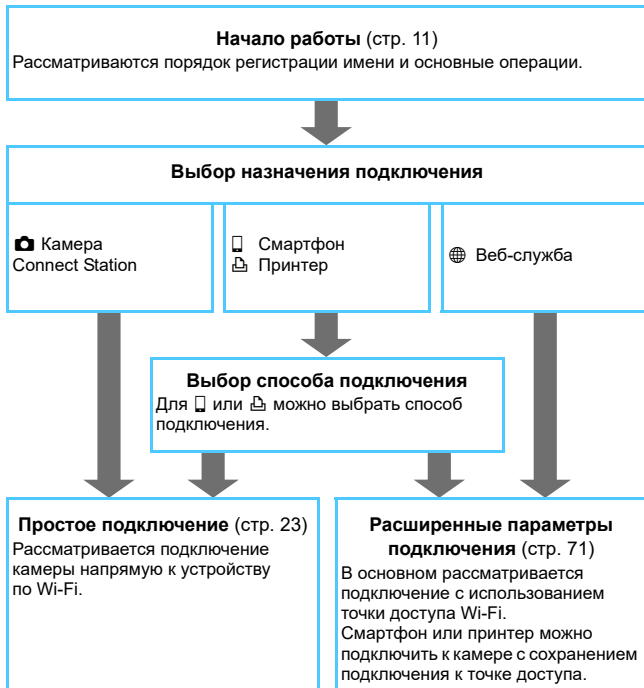 Начало работы (стр. 11)
Рассматриваются порядок регистрации имени и основные операции.
Выбор назначения подключения
Камера
Connect Station
Смартфон
Принтер
Веб-служба
Выбор способа подключения
Для или можно выбрать способ
подключения.
Простое подключение (стр. 23)
Рассматривается подключение
камеры напрямую к устройству
по Wi-Fi.
Расширенные параметры
подключения (стр. 71)
В основном рассматривается
подключение с использованием
точки доступа Wi-Fi.
Смартфон или принтер можно
подключить к камере с сохранением
подключения к точке доступа.